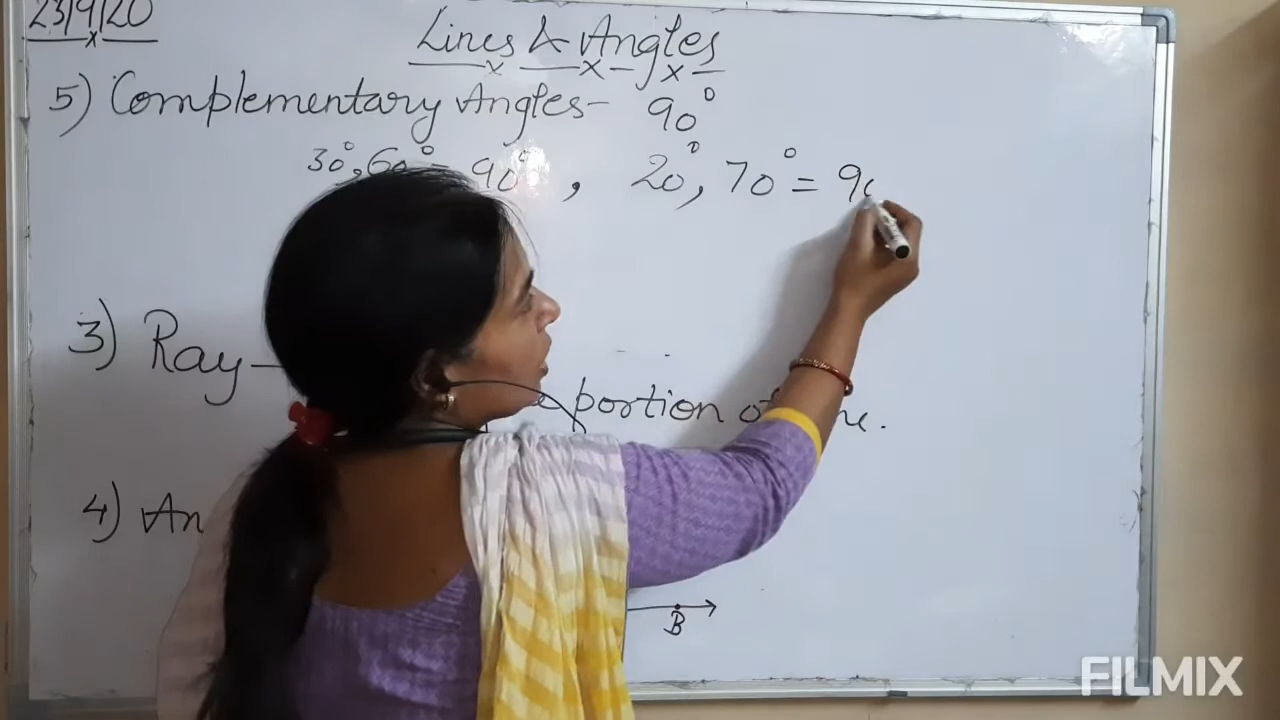 23/9/20
Lines & Angles
5) Complementary Angles- 90°
30°, 60° = 90° , 20°, 70° = 90
3) Ray-
portion of
4) An
B
FILMIX